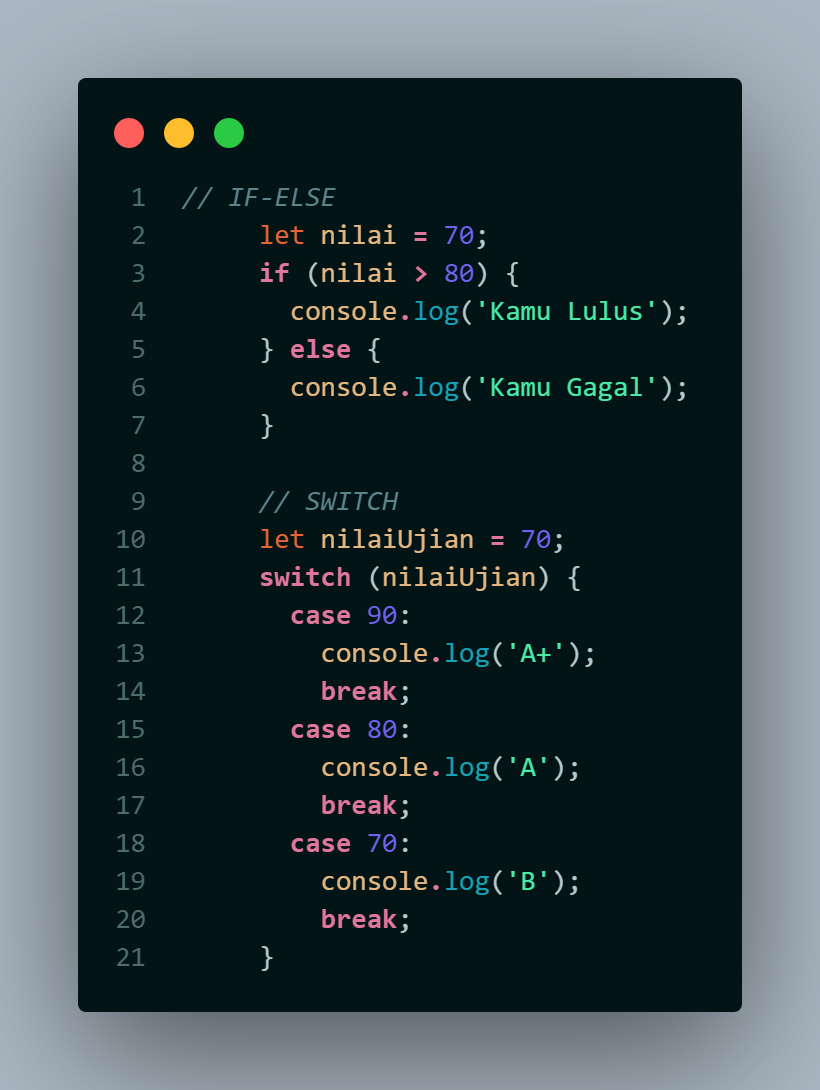 1 // IF-ELSE
2 let nilai = 70;
3 if (nilai > 80) {
4 console.log('Kamu Lulus');
5 } else {
6 console.log('Kamu Gagal');
7 }
8
9 // SWITCH
10 let nilaiUjian = 70;
11 switch (nilaiUjian) {
12 case 90:
13 console.log('A+');
14 break;
15 case 80:
16 console.log('A');
17 break;
18 case 70:
19 console.log('B');
20 break;
21 }